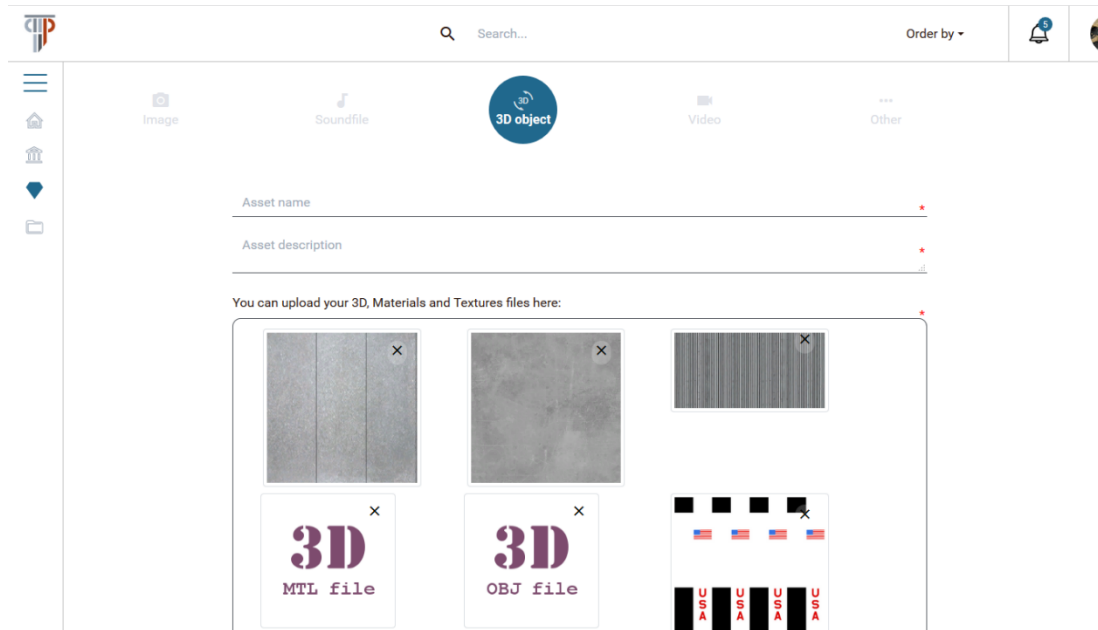 Search...
Order by
5
Image
Soundfile
3D
3D object
Video
Other
Asset name
*
Asset description
*
You can upload your 3D, Materials and Textures files here:
*
3D
MTL file
3D
OBJ file
USA USA USA USA